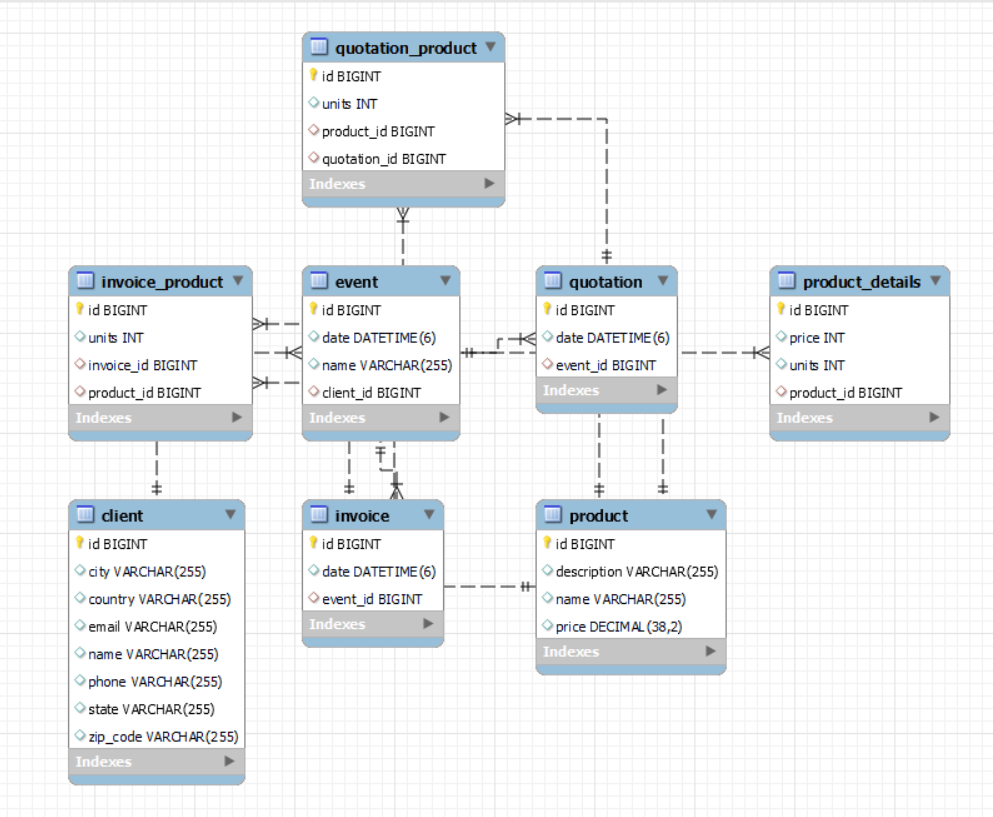 quotation_product
id BIGINT
units INT
product_id BIGINT
quotation_id BIGINT
Indexes
invoice_product
id BIGINT
units INT
invoice_id BIGINT
product_id BIGINT
Indexes
event
id BIGINT
date DATETIME(6)
name VARCHAR(255)
client_id BIGINT
Indexes
quotation
id BIGINT
date DATETIME(6)
event_id BIGINT
Indexes
product_details
id BIGINT
price INT
units INT
product_id BIGINT
Indexes
client
id BIGINT
city VARCHAR(255)
country VARCHAR(255)
email VARCHAR(255)
name VARCHAR(255)
phone VARCHAR(255)
state VARCHAR(255)
zip_code VARCHAR(255)
Indexes
invoice
id BIGINT
date DATETIME(6)
event_id BIGINT
Indexes
product
id BIGINT
description VARCHAR(255)
name VARCHAR(255)
price DECIMAL(38,2)
Indexes